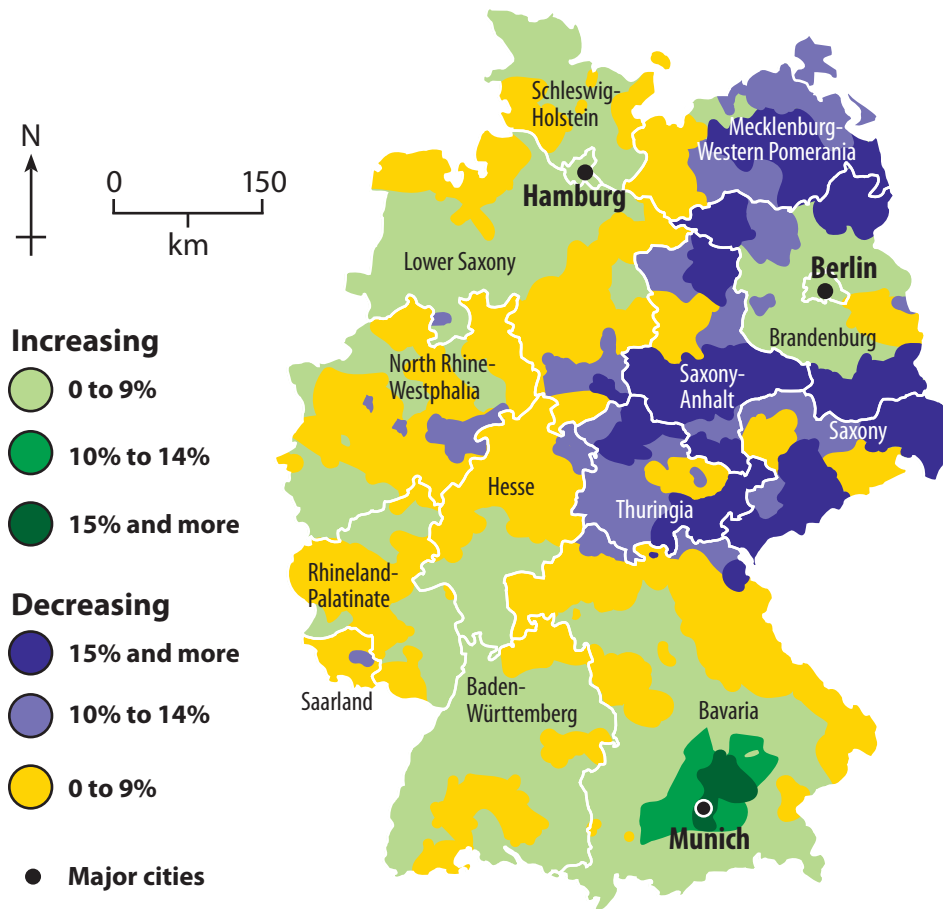 N
0 150
km
Increasing
0 to 9%
10% to 14%
15% and more
Decreasing
15% and more
10% to 14%
0 to 9%
Major cities
Schleswig-
Holstein
Mecklenburg-
Western Pomerania
Hamburg
Lower Saxony
Berlin
Brandenburg
North Rhine-
Westphalia
Saxony-
Anhalt
Saxony
Hesse
Thuringia
Rhineland-
Palatinate
Saarland
Baden-
Württemberg
Bavaria
Munich